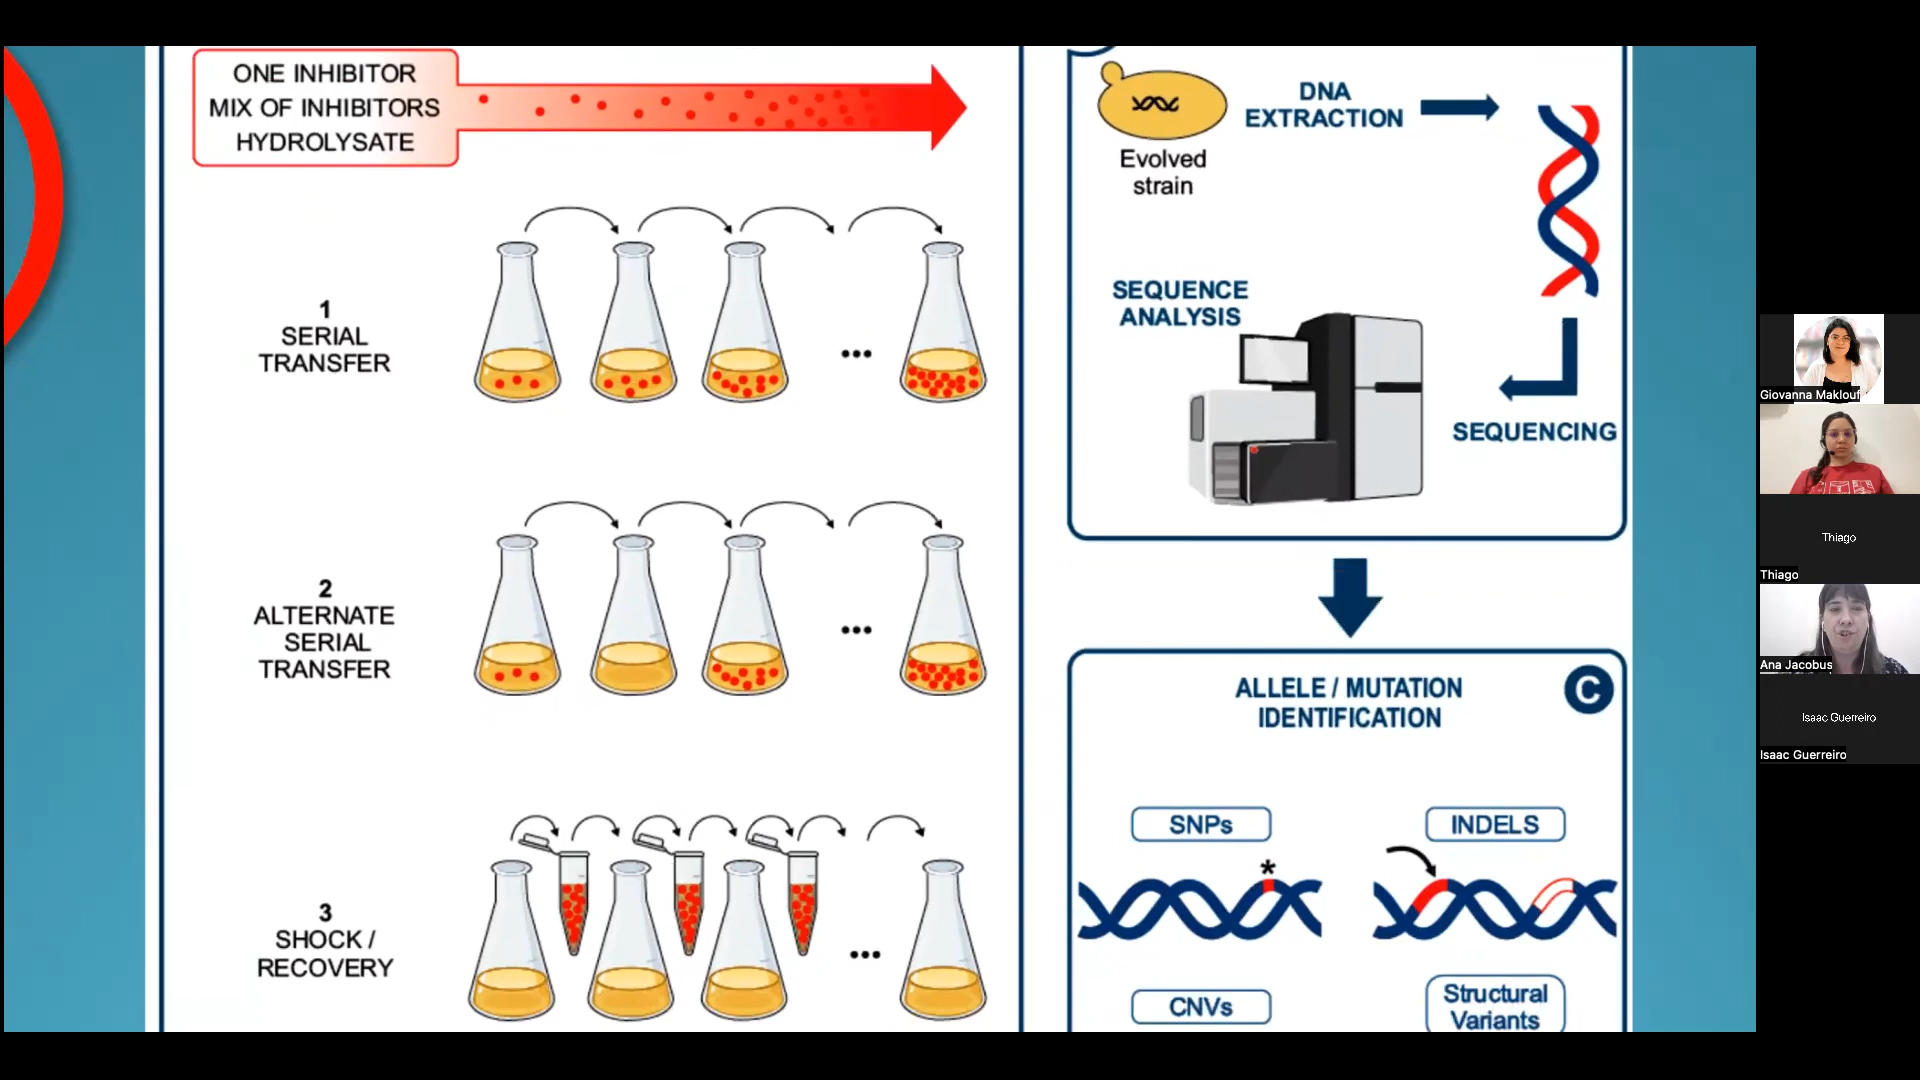 ONE INHIBITOR
MIX OF INHIBITORS
HYDROLYSATE
1
SERIAL
TRANSFER
...
2
ALTERNATE
SERIAL
TRANSFER
...
3
SHOCK /
RECOVERY
...
Evolved
strain
DNA
EXTRACTION
SEQUENCING
SEQUENCE
ANALYSIS
C
ALLELE / MUTATION
IDENTIFICATION
SNPs
*
INDELS
CNVs
Structural
Variants
Giovanna Maklouf
Thiago
Thiago
Ana Jacobus
Isaac Guerreiro
Isaac Guerreiro